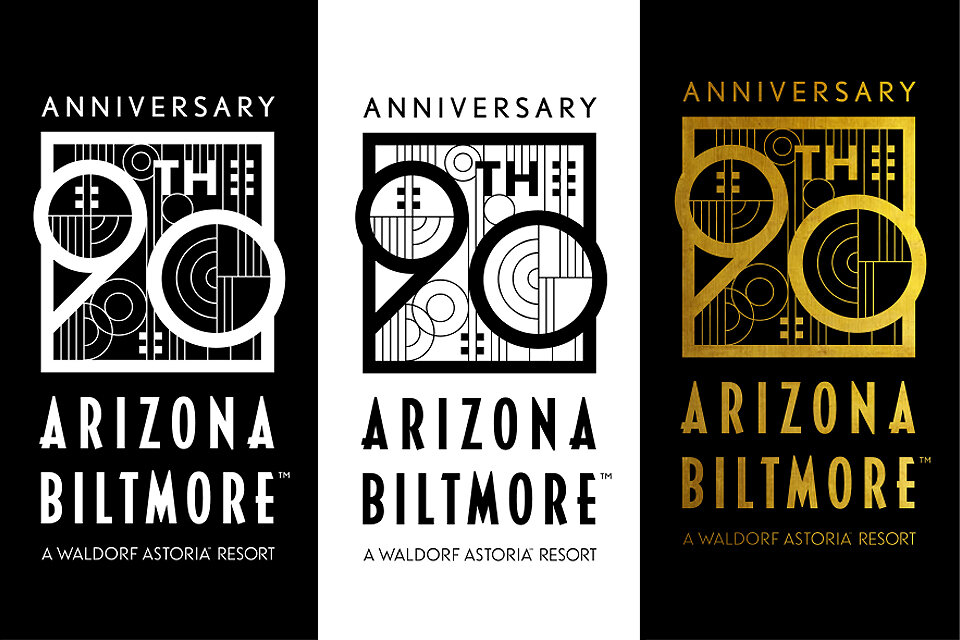 ANNIVERSARY
90TH
ARIZONA
BILTMORE™
A WALDORF ASTORIA® RESORT
ANNIVERSARY
90TH
ARIZONA
BILTMORE™
A WALDORF ASTORIA® RESORT
ANNIVERSARY
90TH
ARIZONA
BILTMORE™
A WALDORF ASTORIA® RESORT